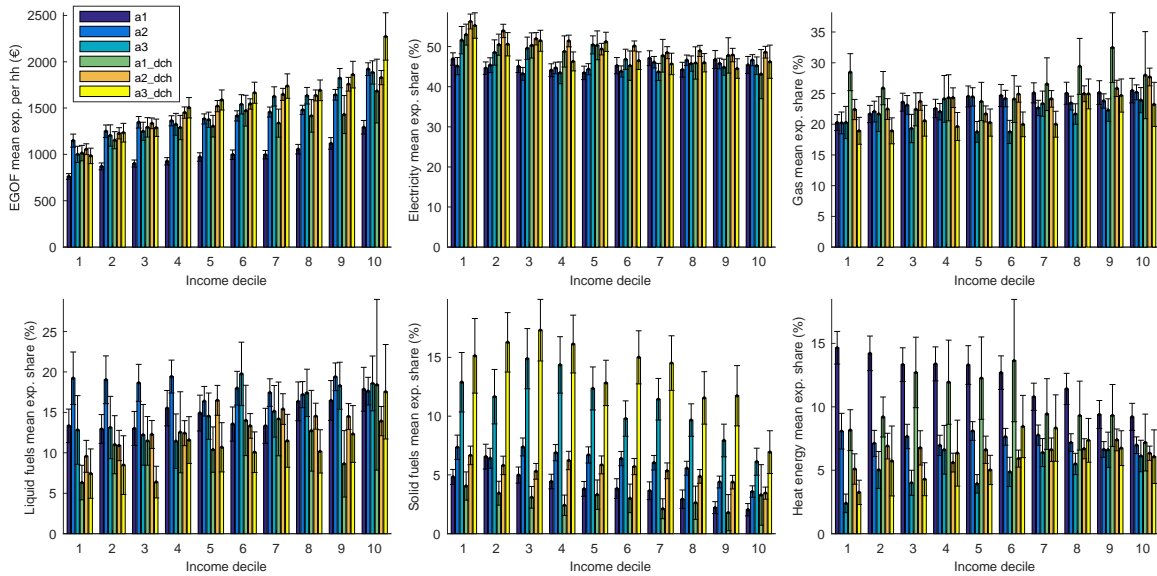 EGOF mean exp. per hh (€)
2500
2000
1500
1000
500
0
a1
a2
a3
a1_dch
a2_dch
a3_dch
1 2 3 4 5 6 7 8 9 10
Income decile
Electricity mean exp. share (%)
50
40
30
20
10
0
1 2 3 4 5 6 7 8 9 10
Income decile
Gas mean exp. share (%)
35
30
25
20
15
10
5
0
1 2 3 4 5 6 7 8 9 10
Income decile
Liquid fuels mean exp. share (%)
25
20
15
10
5
0
1 2 3 4 5 6 7 8 9 10
Income decile
Solid fuels mean exp. share (%)
15
10
5
0
1 2 3 4 5 6 7 8 9 10
Income decile
Heat energy mean exp. share (%)
15
10
5
0
1 2 3 4 5 6 7 8 9 10
Income decile